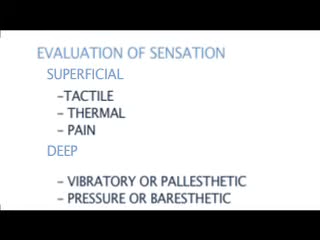 EVALUATION OF SENSATION
SUPERFICIAL
-TACTILE
- THERMAL
- PAIN
DEEP
- VIBRATORY OR PALLESTHETIC
- PRESSURE OR BARESTHETIC